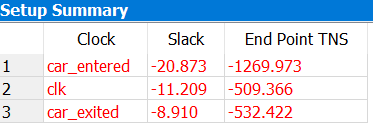 Setup Summary
Clock Slack End Point TNS
1 car_entered -20.873 -1269.973
2 clk -11.209 -509.366
3 car_exited -8.910 -532.422